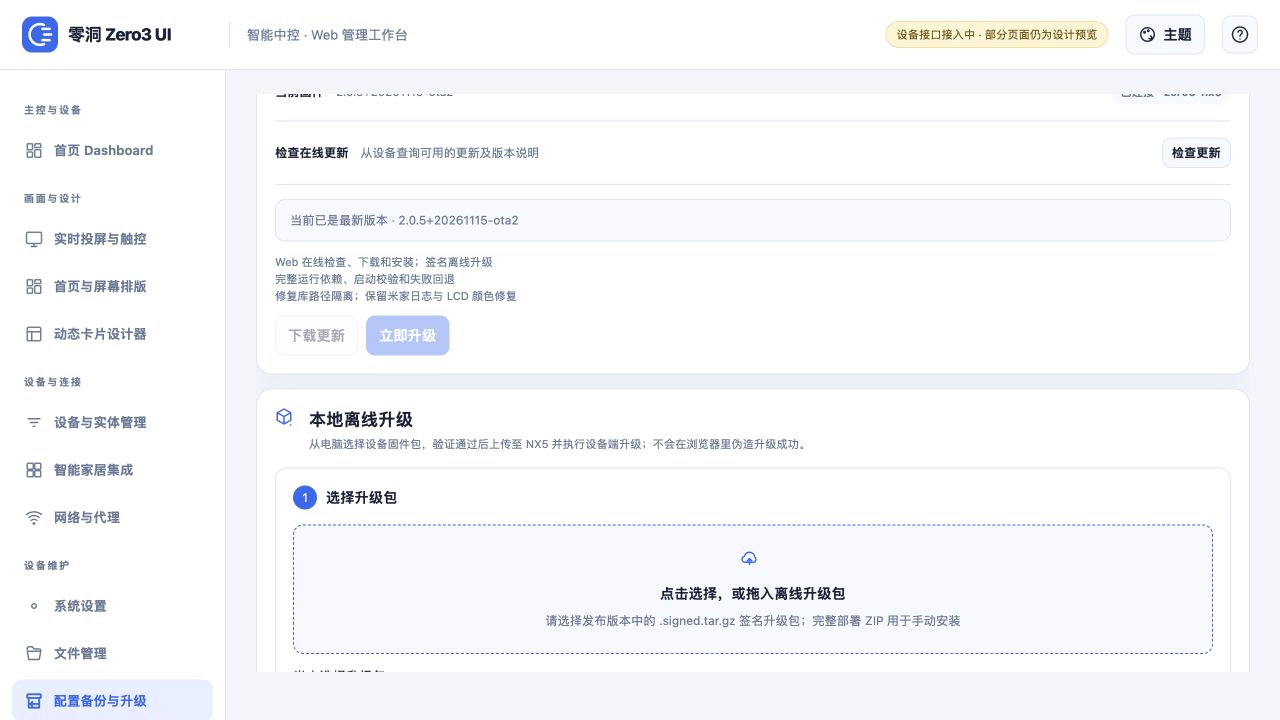 零洞 Zero3 UI
智能中控 · Web 管理工作台
设备接口接入中 · 部分页面仍为设计预览
主题
主控与设备
首页 Dashboard
画面与设计
实时投屏与触控
首页与屏幕排版
动态卡片设计器
设备与连接
设备与实体管理
智能家居集成
网络与代理
设备维护
系统设置
文件管理
配置备份与升级
检查在线更新 从设备查询可用的更新及版本说明
检查更新
当前已是最新版本 · 2.0.5+20261115-ota2
Web 在线检查、下载和安装；签名离线升级
完整运行依赖、启动校验和失败回退
修复库路径隔离；保留米家日志与 LCD 颜色修复
下载更新
立即升级
本地离线升级
从电脑选择设备固件包，验证通过后上传至 NX5 并执行设备端升级；不会在浏览器里伪造升级成功。
1 选择升级包
点击选择，或拖入离线升级包
请选择发布版本中的 .signed.tar.gz 签名升级包；完整部署 ZIP 用于手动安装